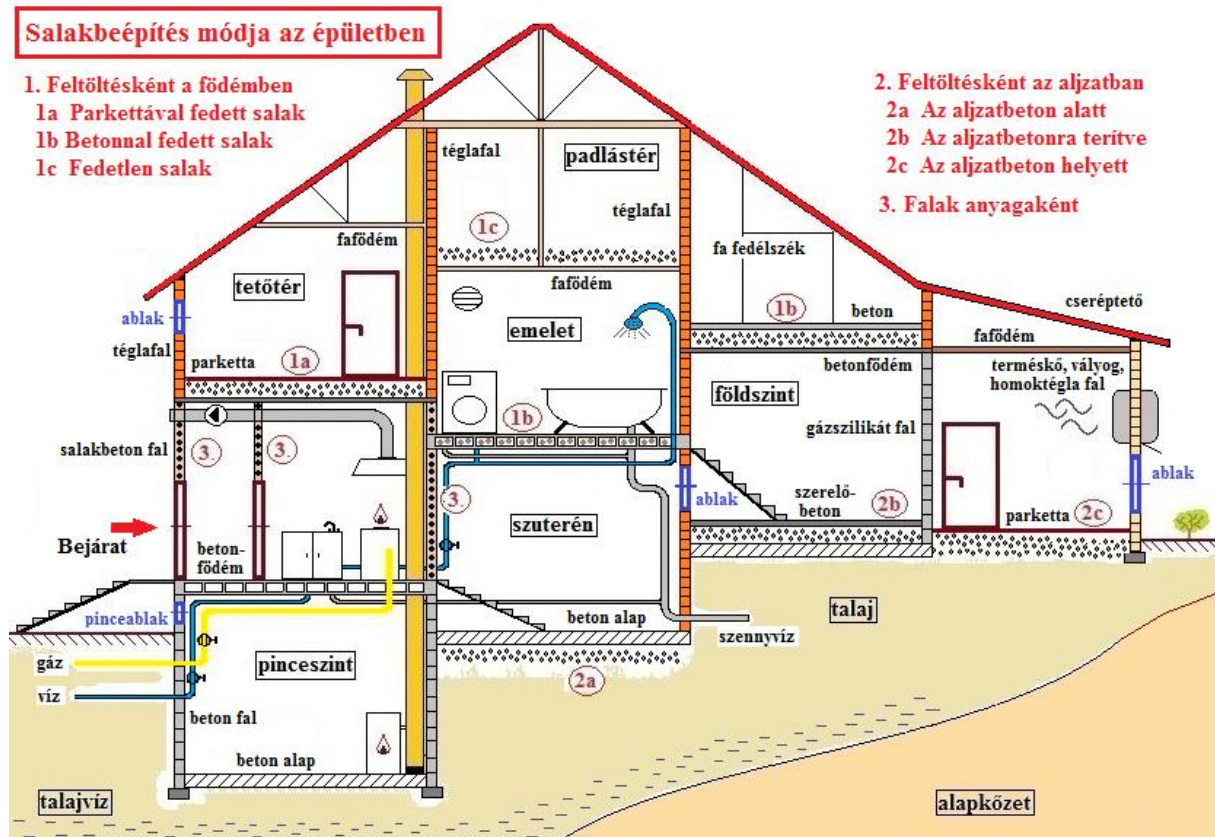 Salakbeépítés módja az épületben
1. Feltöltésként a födémben
1a Parkettával fedett salak
1b Betonnal fedett salak
1c Fedetlen salak
2. Feltöltésként az aljzatban
2a Az aljzatbeton alatt
2b Az aljzatbetonra terítve
2c Az aljzatbeton helyett
3. Falak anyagaként
téglafal
padlástér
téglafal
1c
fafödém
fa fedélszék
tetőtér
fafödém
1b
beton
cseréptető
ablak
emelet
téglafal
parketta
1a
fafödém
betonfödém
terméskő, vályog,
homoktégla fal
földszint
1b
gázszilikát fal
salakbeton fal
3.
3.
ablak
ablak
3.
szerelő-
beton
2b
szuterén
parketta
2c
Bejárat
beton-
födém
talaj
pinceablak
beton alap
szennyvíz
gáz
pinceszint
2a
víz
beton fal
beton alap
talajvíz
alapkőzet